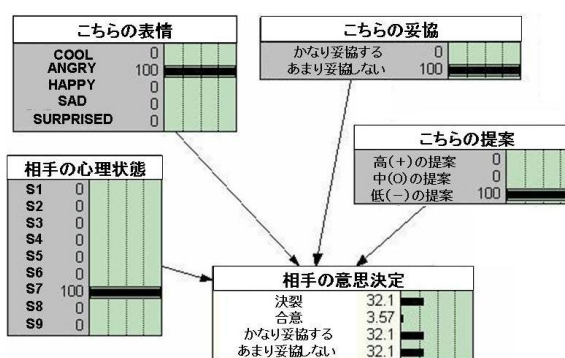 こちらの表情
COOL 0
ANGRY 100
HAPPY 0
SAD 0
SURPRISED 0
こちらの妥協
かなり妥協する 0
あまり妥協しない 100
こちらの提案
高(+)の提案 0
中(O)の提案 0
低(−)の提案 100
相手の心理状態
S1 0
S2 0
S3 0
S4 0
S5 0
S6 0
S7 100
S8 0
S9 0
相手の意思決定
決裂 32.1
合意 3.57
かなり妥協する 32.1
あまり妥協しない 32.1